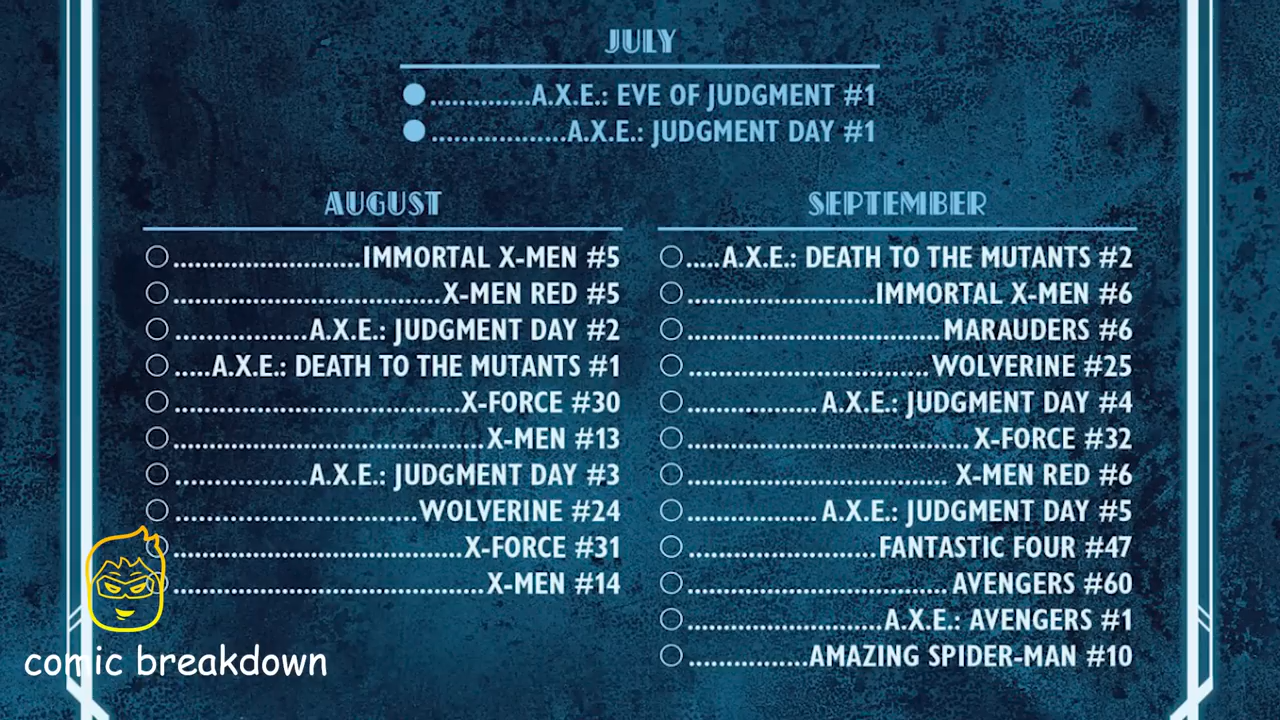 JULY
..............A.X.E.: EVE OF JUDGMENT #1
...................A.X.E.: JUDGMENT DAY #1
AUGUST
..........................IMMORTAL X-MEN #5
.....................................X-MEN RED #5
..................A.X.E.: JUDGMENT DAY #2
.....A.X.E.: DEATH TO THE MUTANTS #1
........................................X-FORCE #30
...........................................X-MEN #13
..................A.X.E.: JUDGMENT DAY #3
.................................WOLVERINE #24
........................................X-FORCE #31
...........................................X-MEN #14
SEPTEMBER
.....A.X.E.: DEATH TO THE MUTANTS #2
..........................IMMORTAL X-MEN #6
...................................MARAUDERS #6
.................................WOLVERINE #25
..................A.X.E.: JUDGMENT DAY #4
.......................................X-FORCE #32
....................................X-MEN RED #6
..................A.X.E.: JUDGMENT DAY #5
..........................FANTASTIC FOUR #47
....................................AVENGERS #60
...........................A.X.E.: AVENGERS #1
.................AMAZING SPIDER-MAN #10
comic breakdown